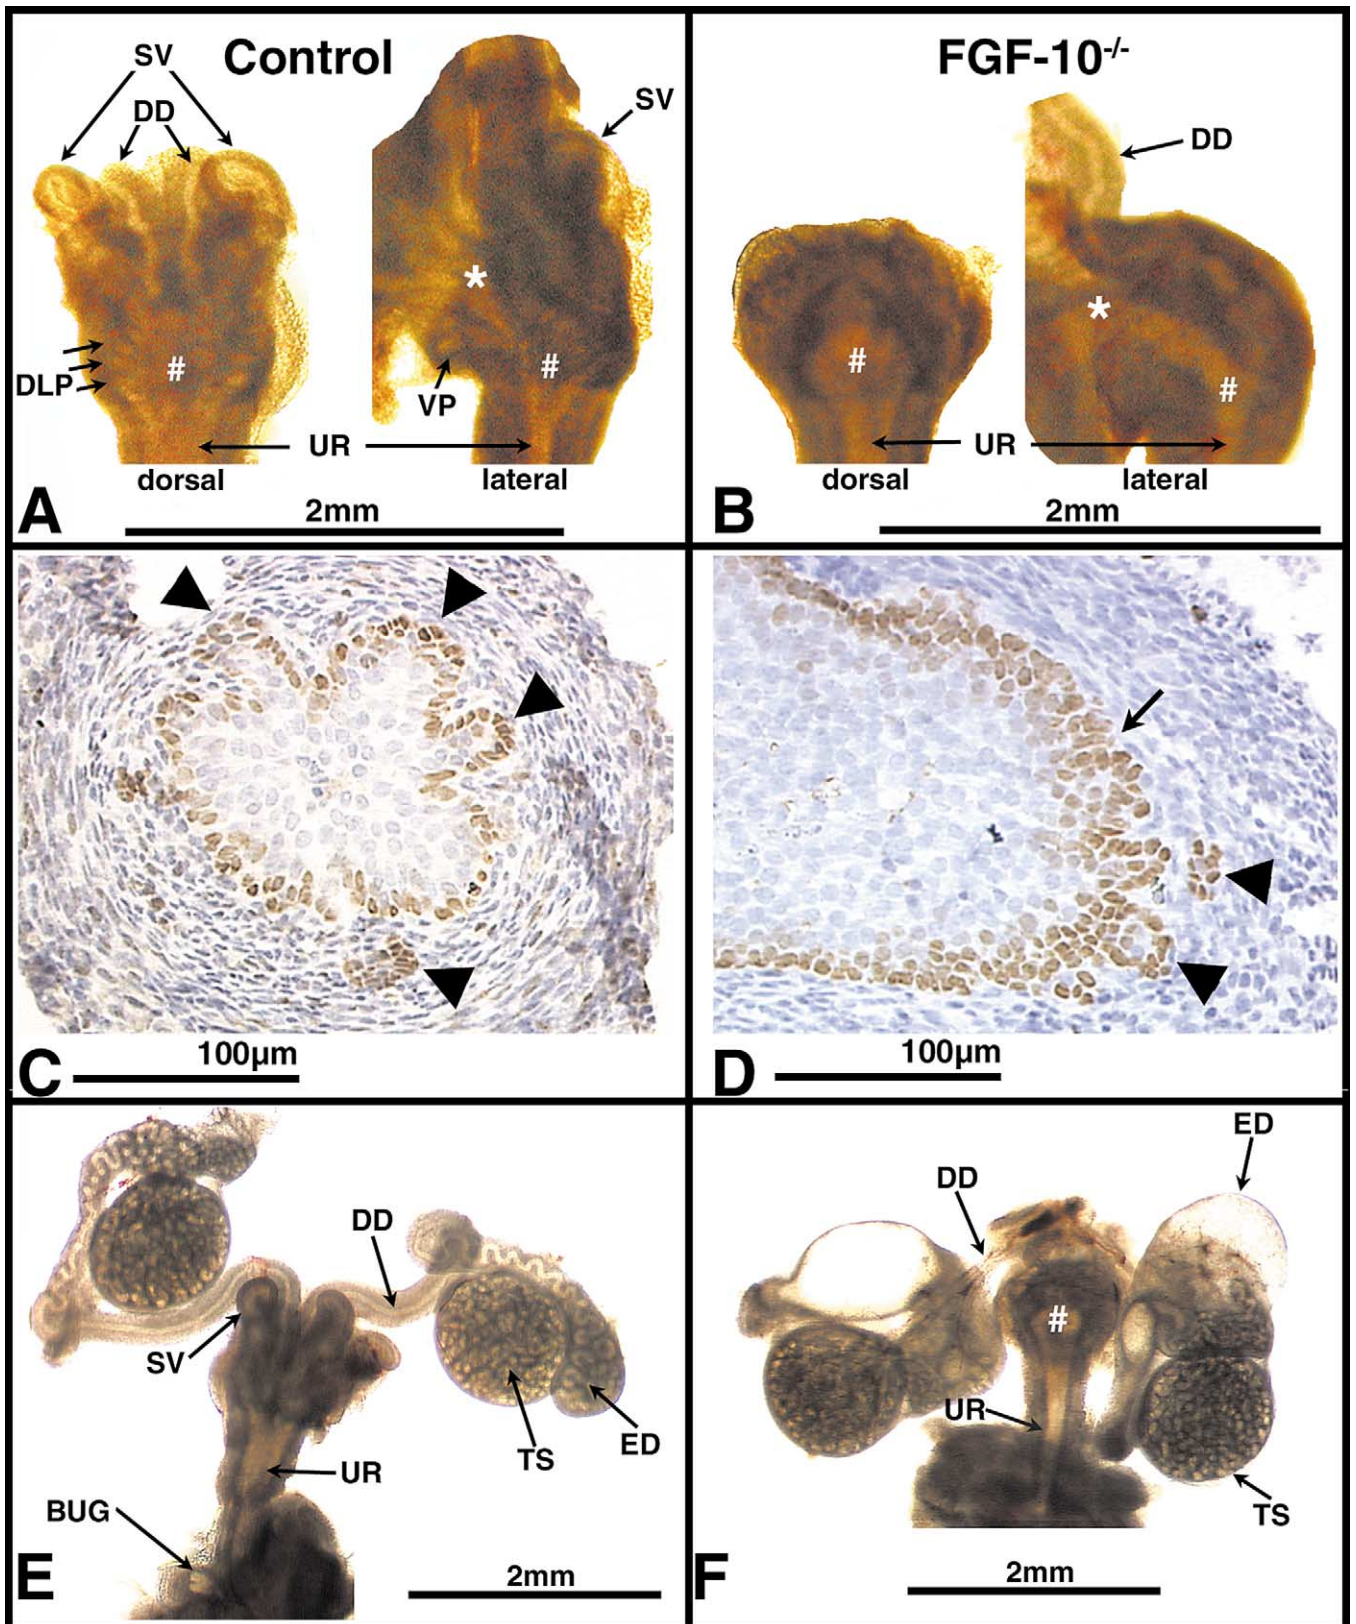 Control
SV
DD
SV
*
#
#
DLP
VP
UR
dorsal
lateral
A
2mm
FGF-10-/-
DD
*
#
#
UR
dorsal
lateral
B
2mm
C
100µm
D
100µm
DD
SV
TS
ED
UR
BUG
E
2mm
ED
DD
#
UR
TS
F
2mm